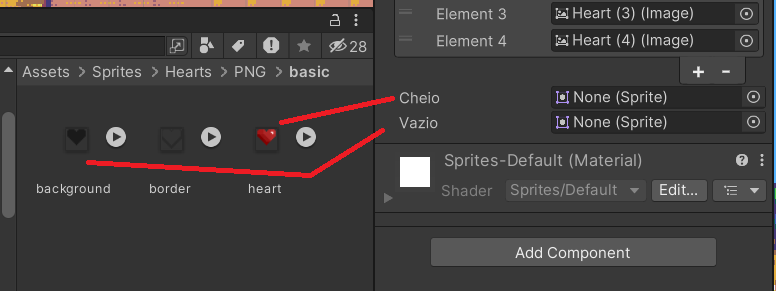 28
Assets > Sprites > Hearts > PNG > basic
background
border
heart
Element 3 Heart (3) (Image)
Element 4 Heart (4) (Image)
+ -
Cheio None (Sprite)
Vazio None (Sprite)
Sprites-Default (Material)
Shader Sprites/Default Edit...
Add Component